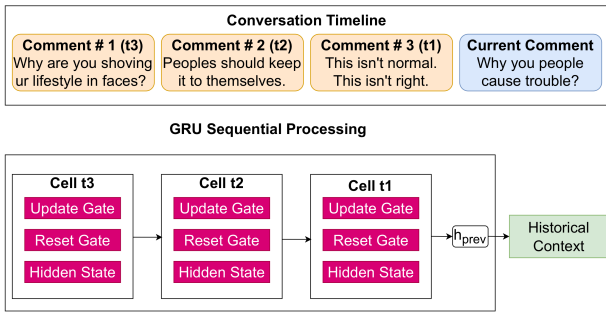 Conversation Timeline
Comment # 1 (t3)
Why are you shoving
ur lifestyle in faces?
Comment # 2 (t2)
Peoples should keep
it to themselves.
Comment # 3 (t1)
This isn't normal.
This isn't right.
Current Comment
Why you people
cause trouble?
GRU Sequential Processing
Cell t3
Update Gate
Reset Gate
Hidden State
Cell t2
Update Gate
Reset Gate
Hidden State
Cell t1
Update Gate
Reset Gate
Hidden State
hprev
Historical
Context